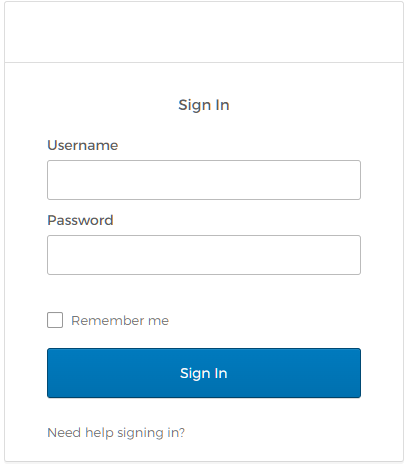 Sign In
Username
Password
Remember me
Sign In
Need help signing in?